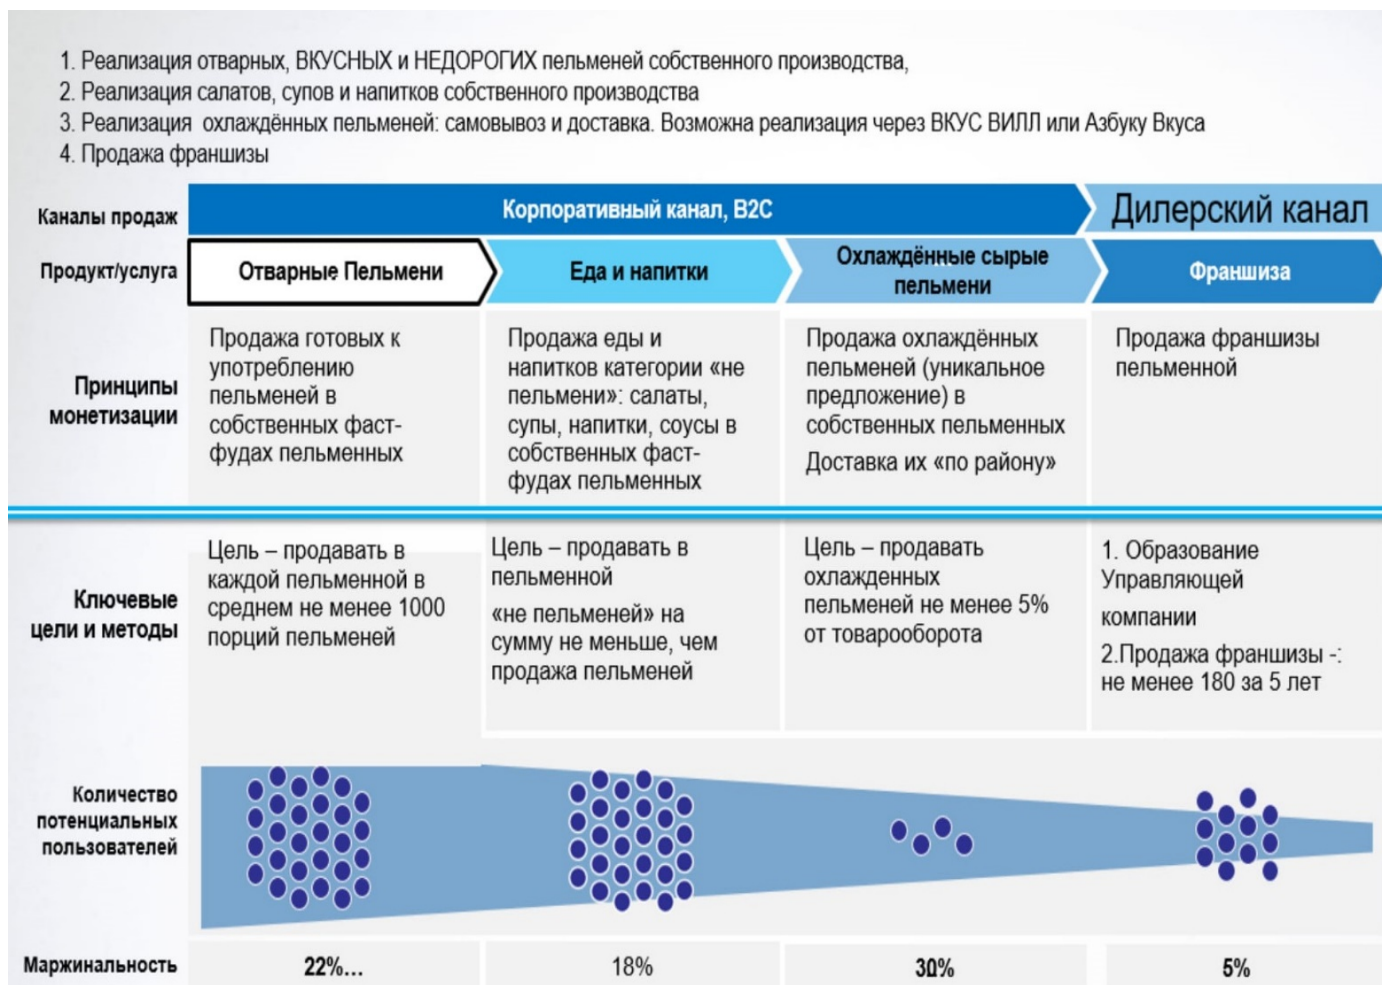 1. Реализация отварных, ВКУСНЫХ и НЕДОРОГИХ пельменей собственного производства,
2. Реализация салатов, супов и напитков собственного производства
3. Реализация охлаждённых пельменей: самовывоз и доставка. Возможна реализация через ВКУС ВИЛЛ или Азбуку Вкуса
4. Продажа франшизы
Каналы продаж
Корпоративный канал, B2C
Дилерский канал
Продукт/услуга
Отварные Пельмени
Еда и напитки
Охлаждённые сырые
пельмени
Франшиза
Принципы
монетизации
Продажа готовых к
употреблению
пельменей в
собственных фаст-
фудах пельменных
Продажа еды и
напитков категории «не
пельмени»: салаты,
супы, напитки, соусы в
собственных фаст-
фудах пельменных
Продажа охлаждённых
пельменей (уникальное
предложение) в
собственных пельменных
Доставка их «по району»
Продажа франшизы
пельменной
Ключевые
цели и методы
Цель – продавать в
каждой пельменной в
среднем не менее 1000
порций пельменей
Цель – продавать в
пельменной
«не пельменей» на
сумму не меньше, чем
продажа пельменей
Цель – продавать
охлажденных
пельменей не менее 5%
от товарооборота
1. Образование
Управляющей
компании
2.Продажа франшизы -:
не менее 180 за 5 лет
Количество
потенциальных
пользователей
Маржинальность
22%...
18%
5%